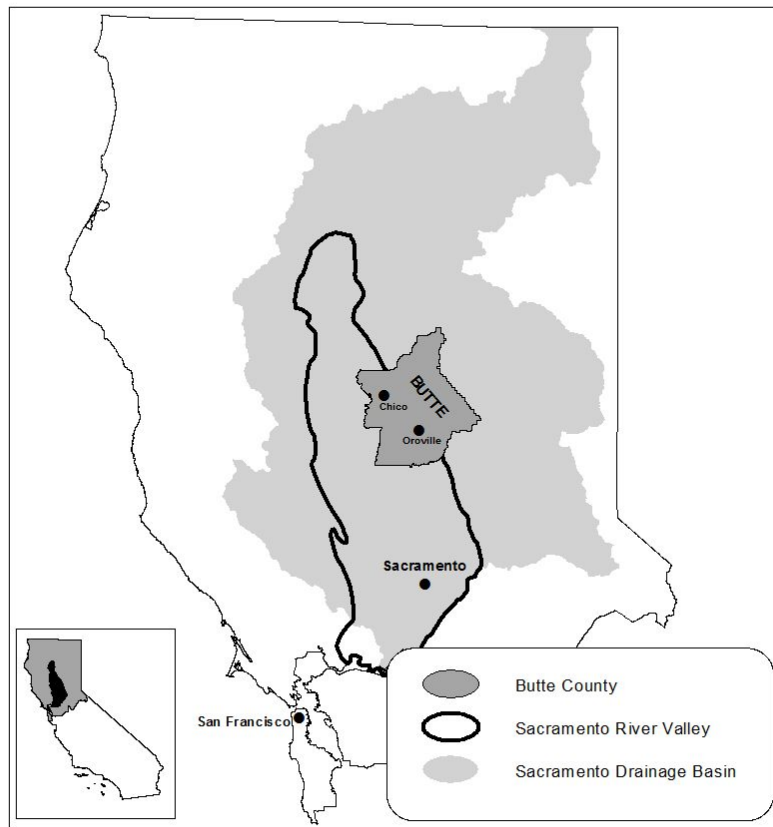 BUTTE
Chico
Oroville
Sacramento
San Francisco
Butte County
Sacramento River Valley
Sacramento Drainage Basin